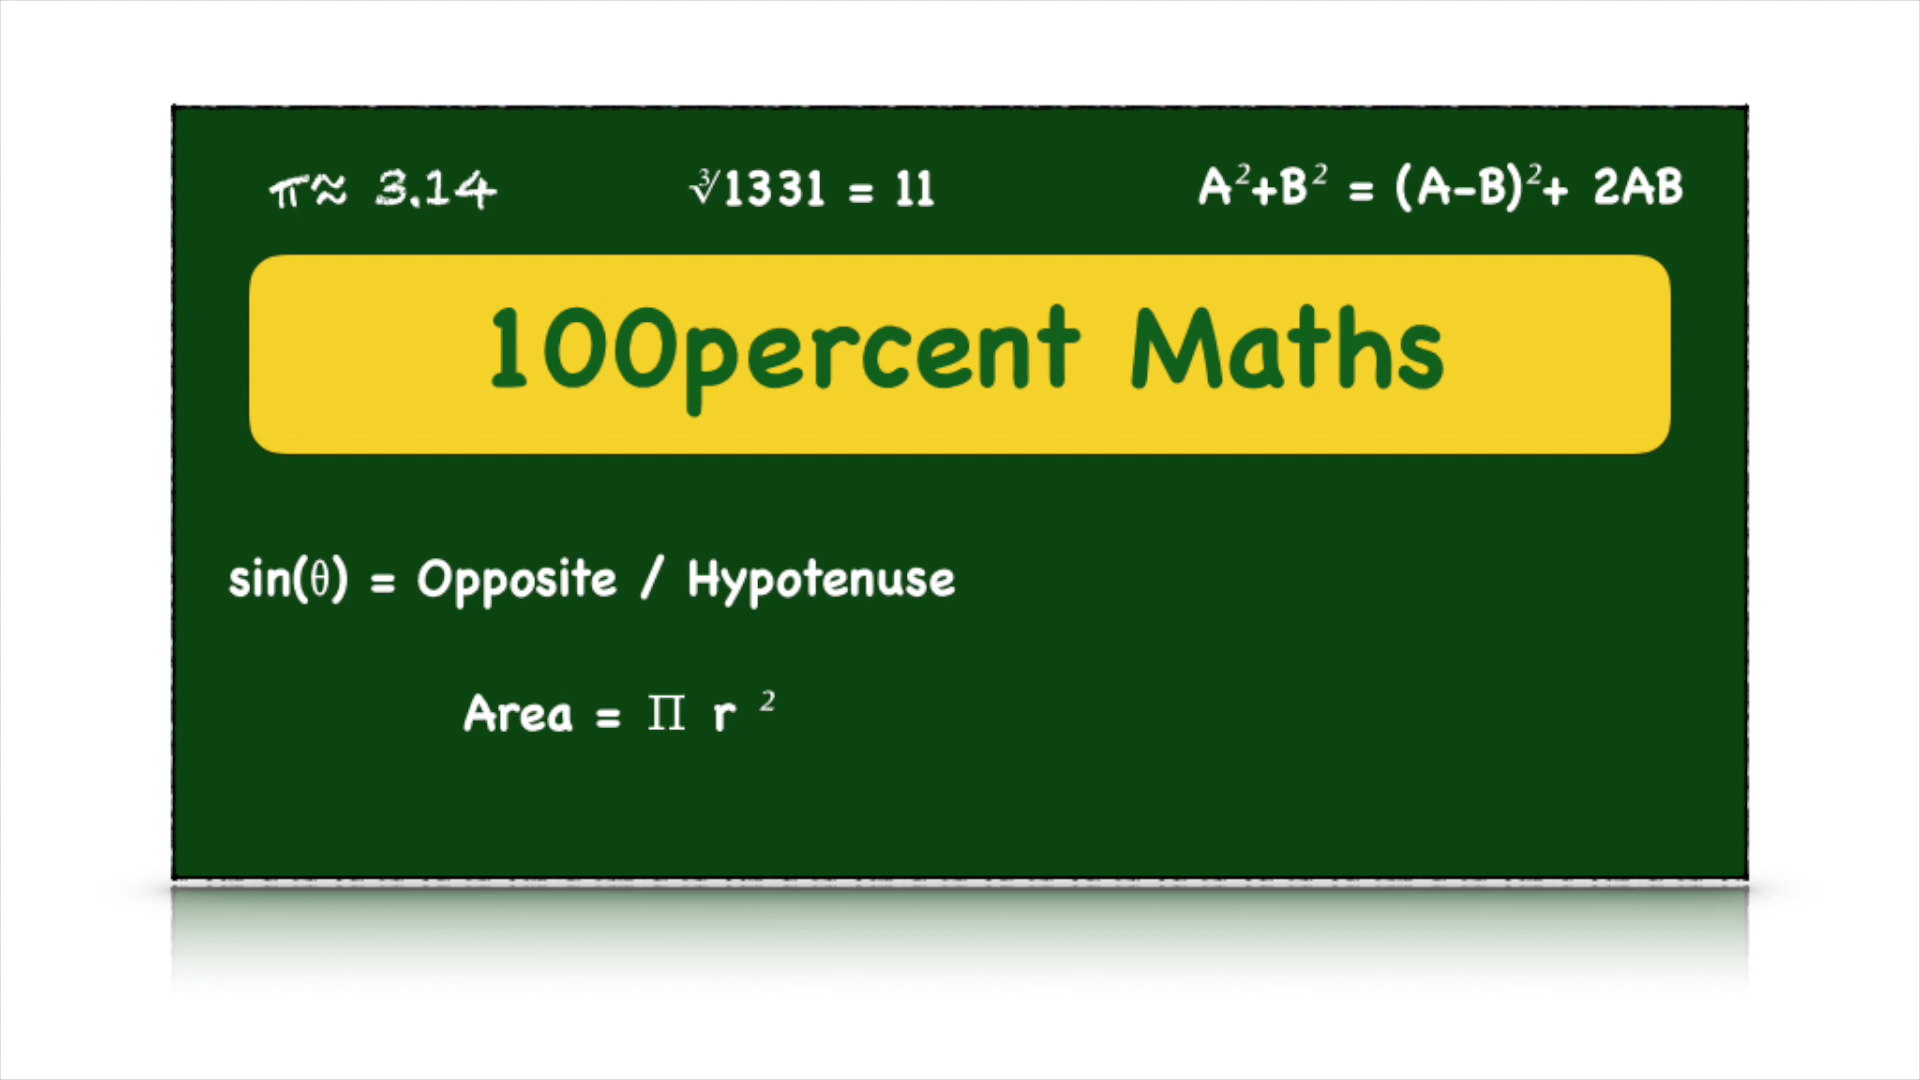 π≈ 3.14
∛1331 = 11
A²+B² = (A-B)²+ 2AB
100percent Maths
sin(θ) = Opposite / Hypotenuse
Area = Π r ²